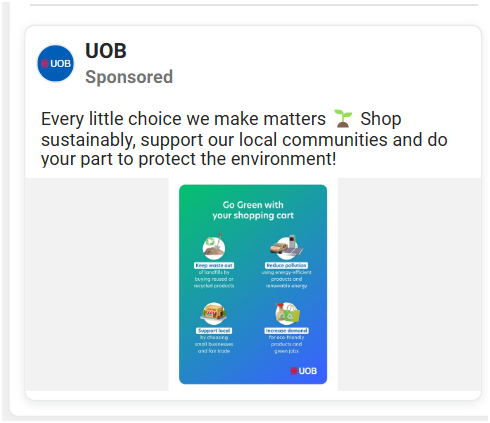 UOB
UOB
Sponsored
Every little choice we make matters 🌱 Shop
sustainably, support our local communities and do
your part to protect the environment!
Go Green with
your shopping cart
Keep waste out
of landfills by
buying reused or
recycled products
Reduce pollution
using energy-efficient
products and
renewable energy
Support local
by choosing
small businesses
and fair trade
Increase demand
for eco-friendly
products and
green jobs
UOB